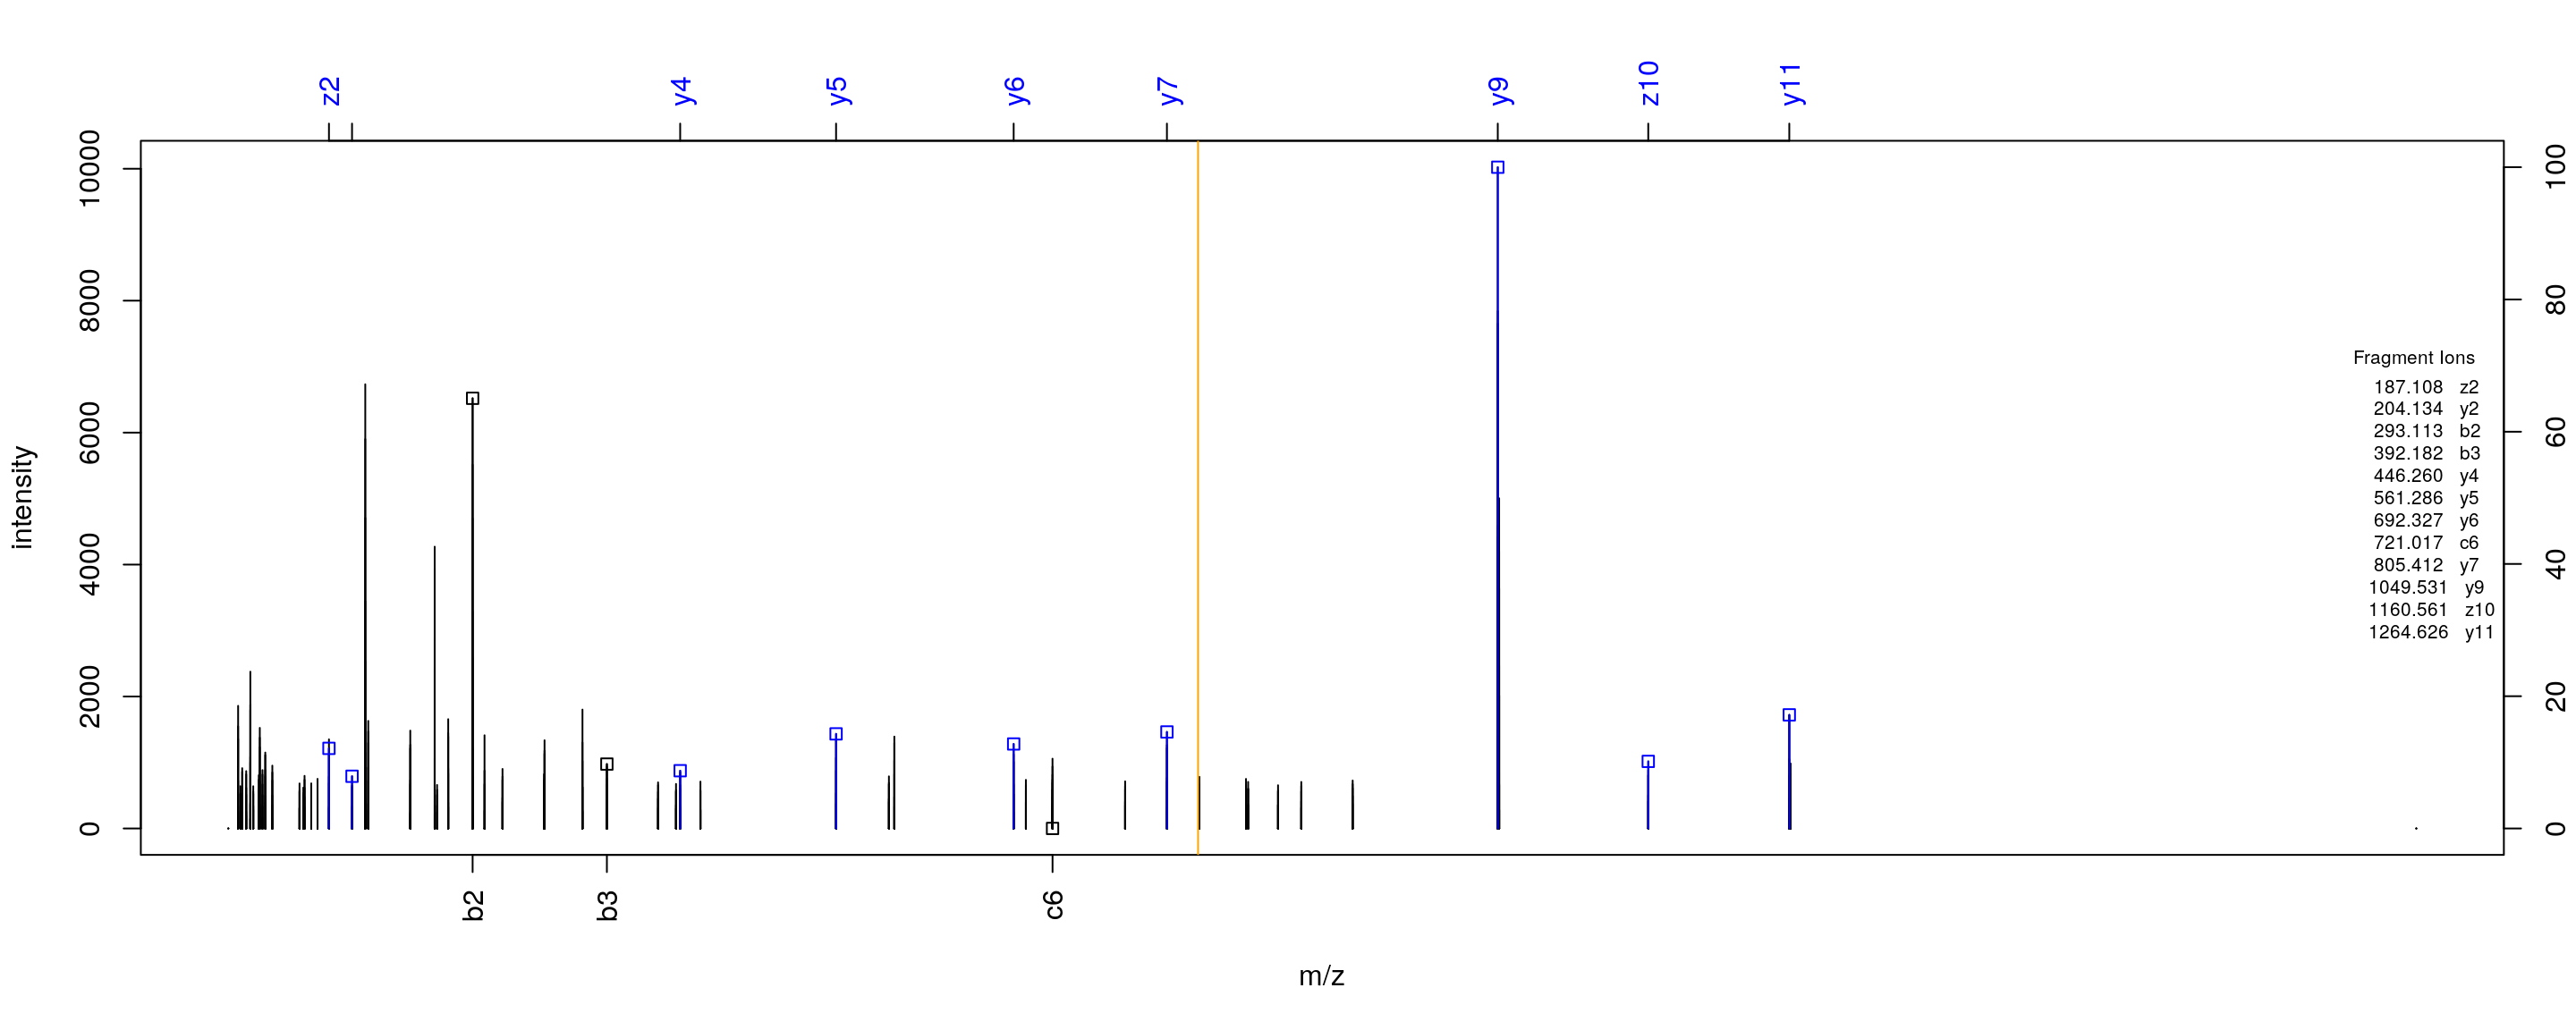 z2 y4 y5 y6 y7 y9 z10 y11
10000
8000
6000
4000
2000
0
intensity
100
80
60
40
20
0
Fragment Ions
187.108 z2
204.134 y2
293.113 b2
392.182 b3
446.260 y4
561.286 y5
692.327 y6
721.017 c6
805.412 y7
1049.531 y9
1160.561 z10
1264.626 y11
b2 b3 c6
m/z